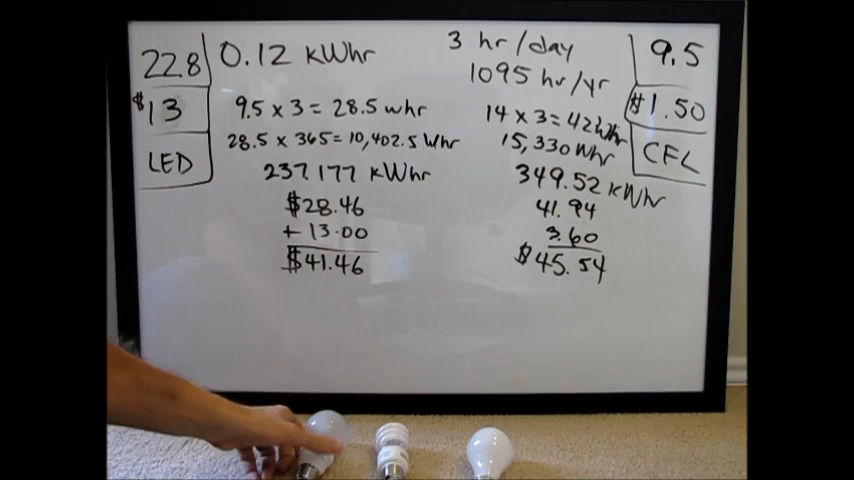 22.8
$13
LED
0.12 kWhr
9.5 x 3 = 28.5 whr
28.5 x 365 = 10,402.5 Whr
237.177 kWhr
$28.46
+ 13.00
$41.46
3 hr/day
1095 hr/yr
14 x 3 = 42 Whr
15,330 Whr
349.52 kWhr
41.94
3.60
$45.54
9.5
$1.50
CFL